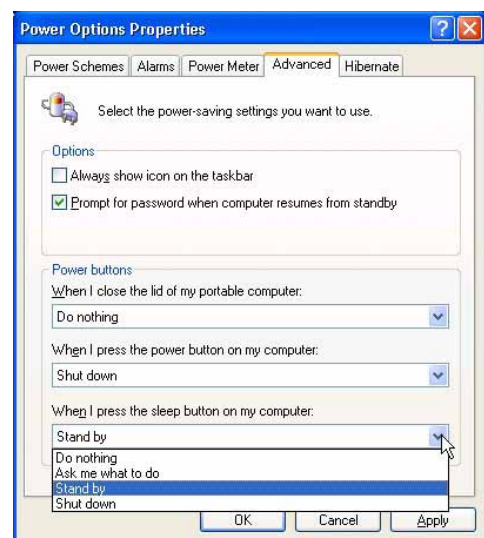 Power Options Properties
Power Schemes Alarms Power Meter Advanced Hibernate
Select the power-saving settings you want to use.
Options
Always show icon on the taskbar
Prompt for password when computer resumes from standby
Power buttons
When I close the lid of my portable computer:
Do nothing
When I press the power button on my computer:
Shut down
When I press the sleep button on my computer:
Stand by
Do nothing
Ask me what to do
Stand by
Shut down
OK Cancel Apply